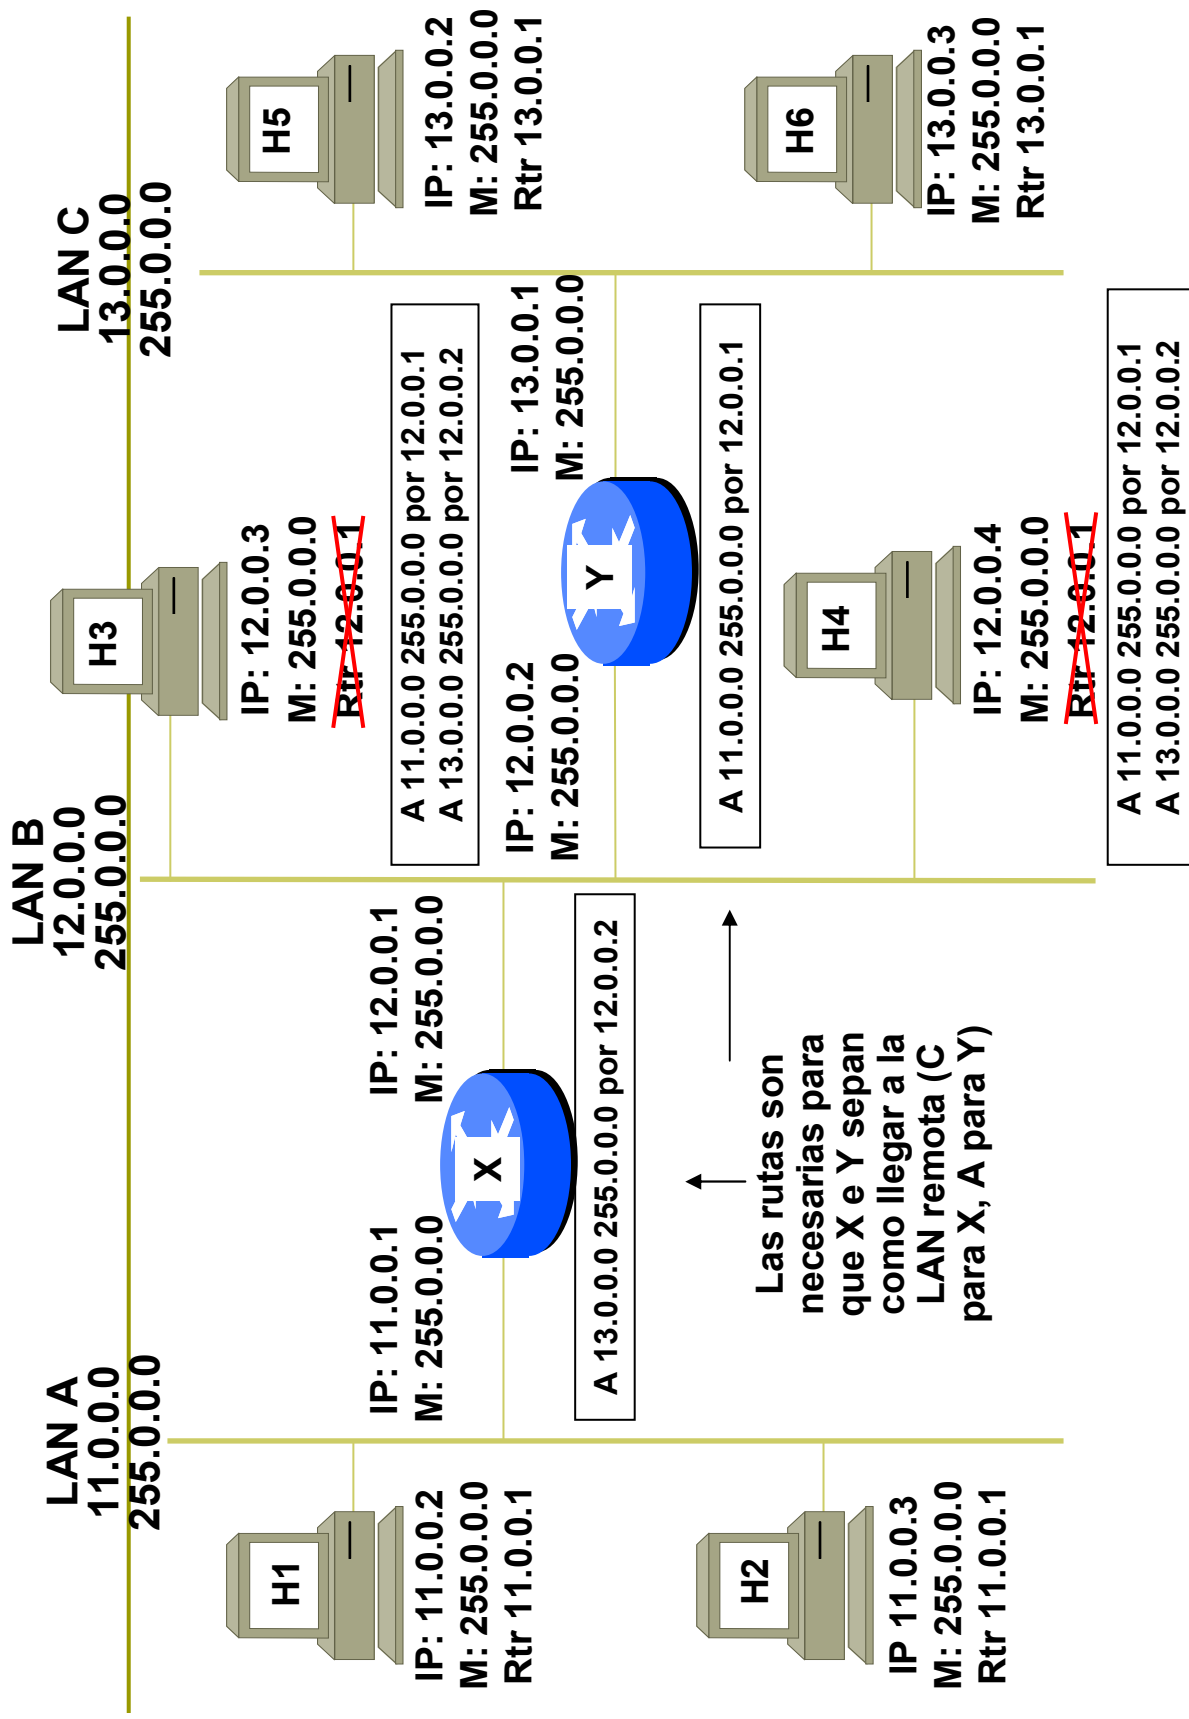 LAN A
11.0.0.0
255.0.0.0
LAN B
12.0.0.0
255.0.0.0
LAN C
13.0.0.0
255.0.0.0
H1
IP: 11.0.0.2
M: 255.0.0.0
Rtr 11.0.0.1
H2
IP 11.0.0.3
M: 255.0.0.0
Rtr 11.0.0.1
IP: 11.0.0.1
M: 255.0.0.0
X
IP: 12.0.0.1
M: 255.0.0.0
A 13.0.0.0 255.0.0.0 por 12.0.0.2
Las rutas son
necesarias para
que X e Y sepan
como llegar a la
LAN remota (C
para X, A para Y)
H3
IP: 12.0.0.3
M: 255.0.0.0
Rtr 12.0.0.1
A 11.0.0.0 255.0.0.0 por 12.0.0.1
A 13.0.0.0 255.0.0.0 por 12.0.0.2
IP: 12.0.0.2
M: 255.0.0.0
Y
IP: 13.0.0.1
M: 255.0.0.0
A 11.0.0.0 255.0.0.0 por 12.0.0.1
H4
IP: 12.0.0.4
M: 255.0.0.0
Rtr 12.0.0.1
A 11.0.0.0 255.0.0.0 por 12.0.0.1
A 13.0.0.0 255.0.0.0 por 12.0.0.2
H5
IP: 13.0.0.2
M: 255.0.0.0
Rtr 13.0.0.1
H6
IP: 13.0.0.3
M: 255.0.0.0
Rtr 13.0.0.1